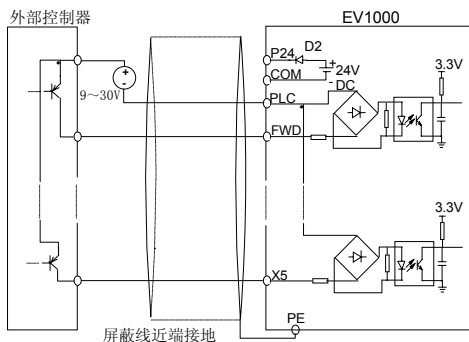 外部控制器
EV1000
P24
D2
+
24V
-
COM
DC
3.3V
+
-
9～30V
PLC
FWD
3.3V
X5
PE
屏蔽线近端接地